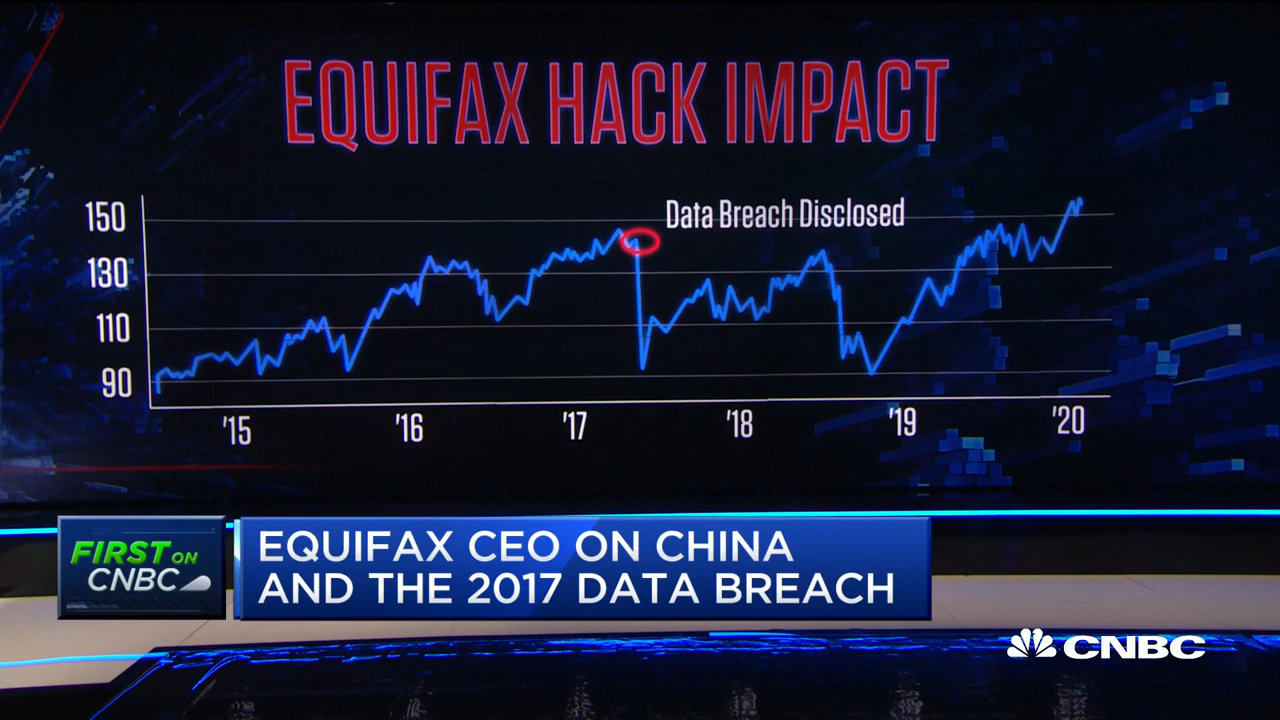 EQUIFAX HACK IMPACT
Data Breach Disclosed
150
130
110
90
'15 '16 '17 '18 '19 '20
FIRST ON
CNBC
EQUIFAX CEO ON CHINA
AND THE 2017 DATA BREACH
CNBC